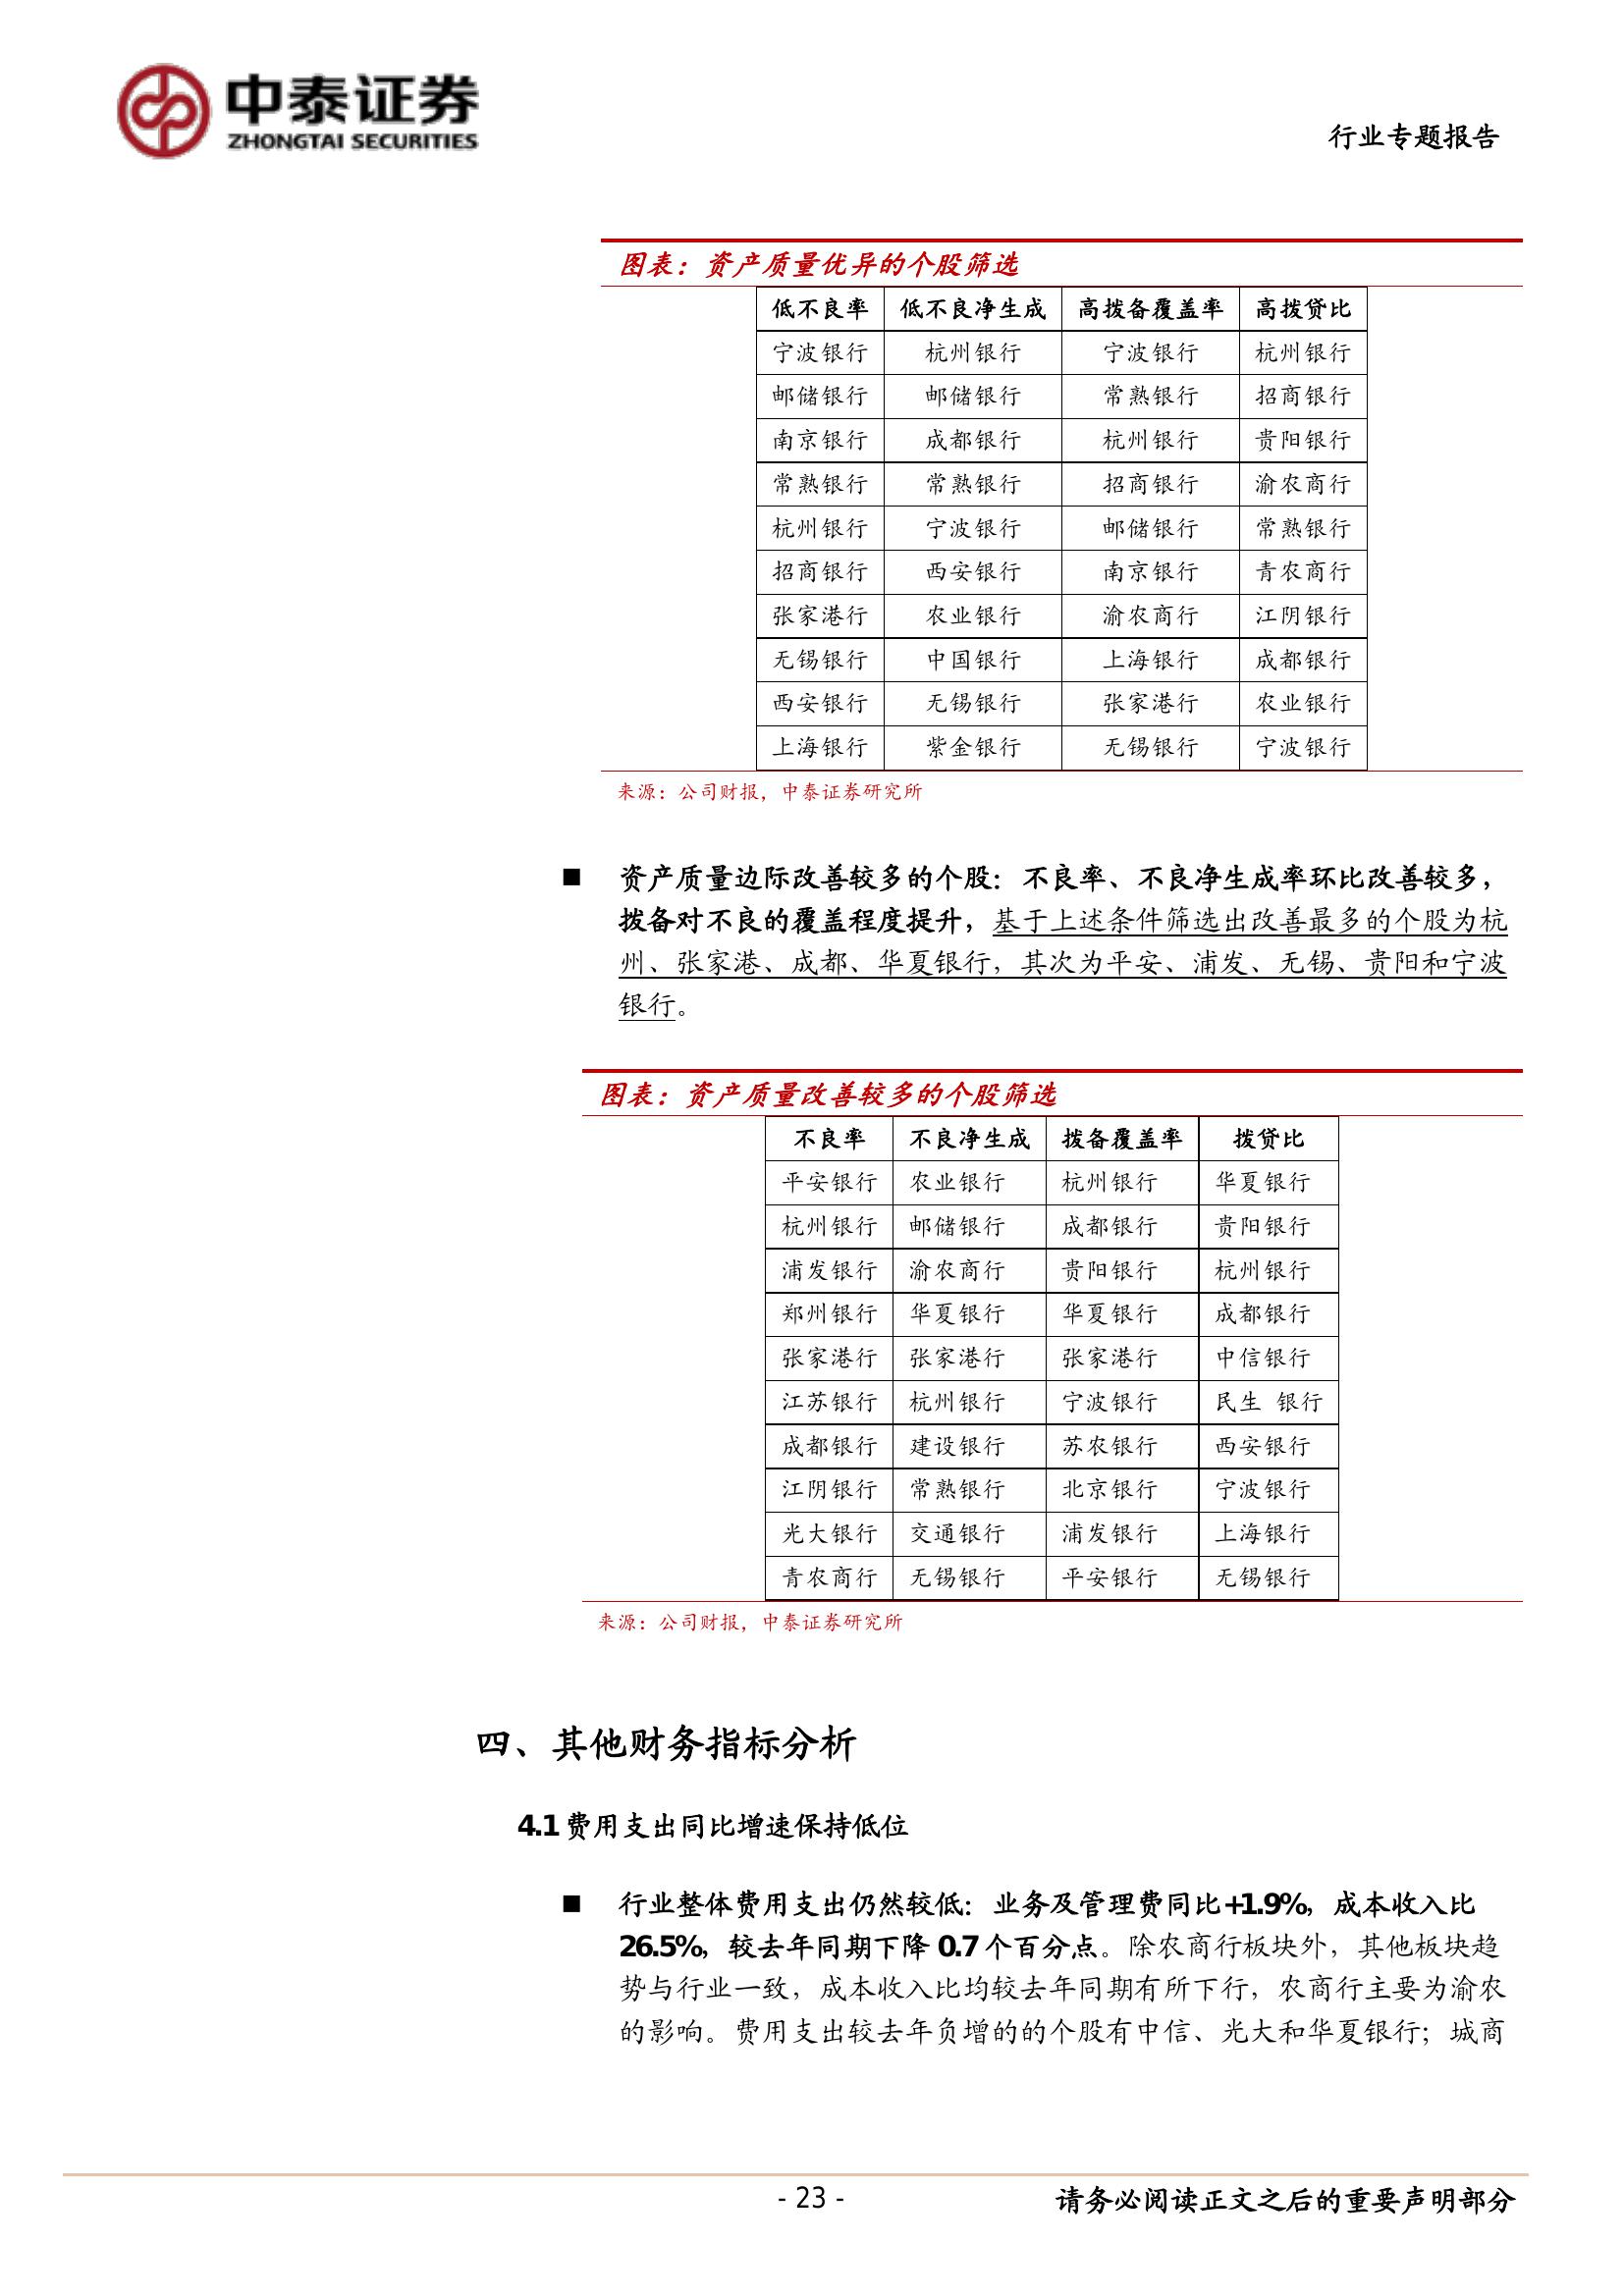 中泰证券
ZHONGTAI SECURITIES
行业专题报告
图表：资产质量优异的个股筛选
低不良率 低不良净生成 高拨备覆盖率 高拨贷比
宁波银行 杭州银行 宁波银行 杭州银行
邮储银行 邮储银行 常熟银行 招商银行
南京银行 成都银行 杭州银行 贵阳银行
常熟银行 常熟银行 招商银行 渝农商行
杭州银行 宁波银行 邮储银行 常熟银行
招商银行 西安银行 南京银行 青农商行
张家港行 农业银行 渝农商行 江阴银行
无锡银行 中国银行 上海银行 成都银行
西安银行 无锡银行 张家港行 农业银行
上海银行 紫金银行 无锡银行 宁波银行
来源：公司财报，中泰证券研究所
■ 资产质量边际改善较多的个股：不良率、不良净生成率环比改善较多，
拨备对不良的覆盖程度提升，基于上述条件筛选出改善最多的个股为杭
州、张家港、成都、华夏银行，其次为平安、浦发、无锡、贵阳和宁波
银行。
图表：资产质量改善较多的个股筛选
不良率 不良净生成 拨备覆盖率 拨贷比
平安银行 农业银行 杭州银行 华夏银行
杭州银行 邮储银行 成都银行 贵阳银行
浦发银行 渝农商行 贵阳银行 杭州银行
郑州银行 华夏银行 华夏银行 成都银行
张家港行 张家港行 张家港行 中信银行
江苏银行 杭州银行 宁波银行 民生 银行
成都银行 建设银行 苏农银行 西安银行
江阴银行 常熟银行 北京银行 宁波银行
光大银行 交通银行 浦发银行 上海银行
青农商行 无锡银行 平安银行 无锡银行
来源：公司财报，中泰证券研究所
四、其他财务指标分析
4.1 费用支出同比增速保持低位
■ 行业整体费用支出仍然较低：业务及管理费同比+1.9%，成本收入比
26.5%，较去年同期下降 0.7 个百分点。除农商行板块外，其他板块趋
势与行业一致，成本收入比均较去年同期有所下行，农商行主要为渝农
的影响。费用支出较去年负增的的个股有中信、光大和华夏银行；城商
- 23 -
请务必阅读正文之后的重要声明部分